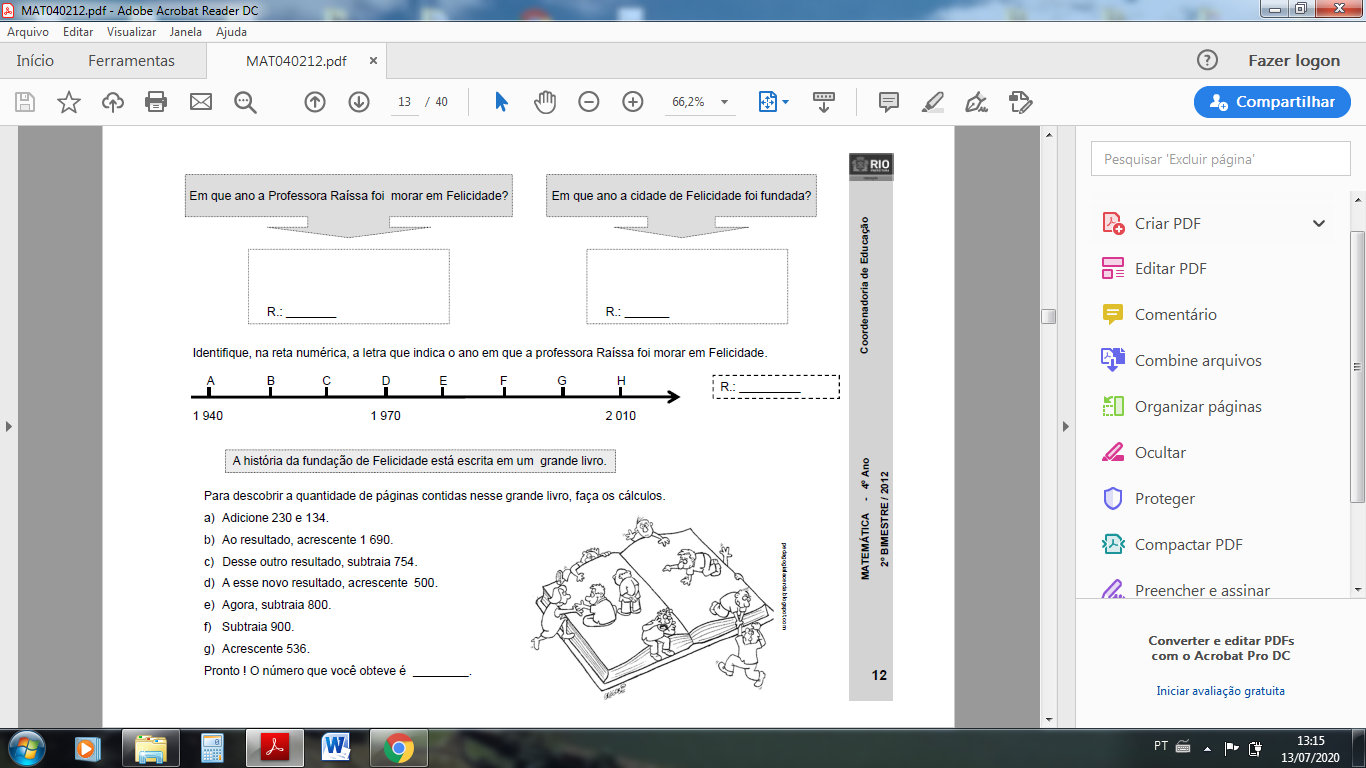 MAT040212.pdf - Adobe Acrobat Reader DC
Arquivo Editar Visualizar Janela Ajuda
Início Ferramentas MAT040212.pdf × Fazer logon
13 / 40 66,2% Compartilhar
Pesquisar 'Excluir página'
Criar PDF
Editar PDF
Comentário
Combine arquivos
Organizar páginas
Ocultar
Proteger
Compactar PDF
Preencher e assinar
Converter e editar PDFs
com o Acrobat Pro DC
Iniciar avaliação gratuita
RIO
Em que ano a Professora Raíssa foi morar em Felicidade?
R.: _______
Em que ano a cidade de Felicidade foi fundada?
R.: ______
Identifique, na reta numérica, a letra que indica o ano em que a professora Raíssa foi morar em Felicidade.
A B C D E F G H
1 940 1 970 2 010
R.: _________
A história da fundação de Felicidade está escrita em um grande livro.
Para descobrir a quantidade de páginas contidas nesse grande livro, faça os cálculos.
a) Adicione 230 e 134.
b) Ao resultado, acrescente 1 690.
c) Desse outro resultado, subtraia 754.
d) A esse novo resultado, acrescente 500.
e) Agora, subtraia 800.
f) Subtraia 900.
g) Acrescente 536.
Pronto ! O número que você obteve é ________.
Coordenadoria de Educação
MATEMÁTICA - 4º Ano
2º BIMESTRE / 2012
12
PT
13:15
13/07/2020